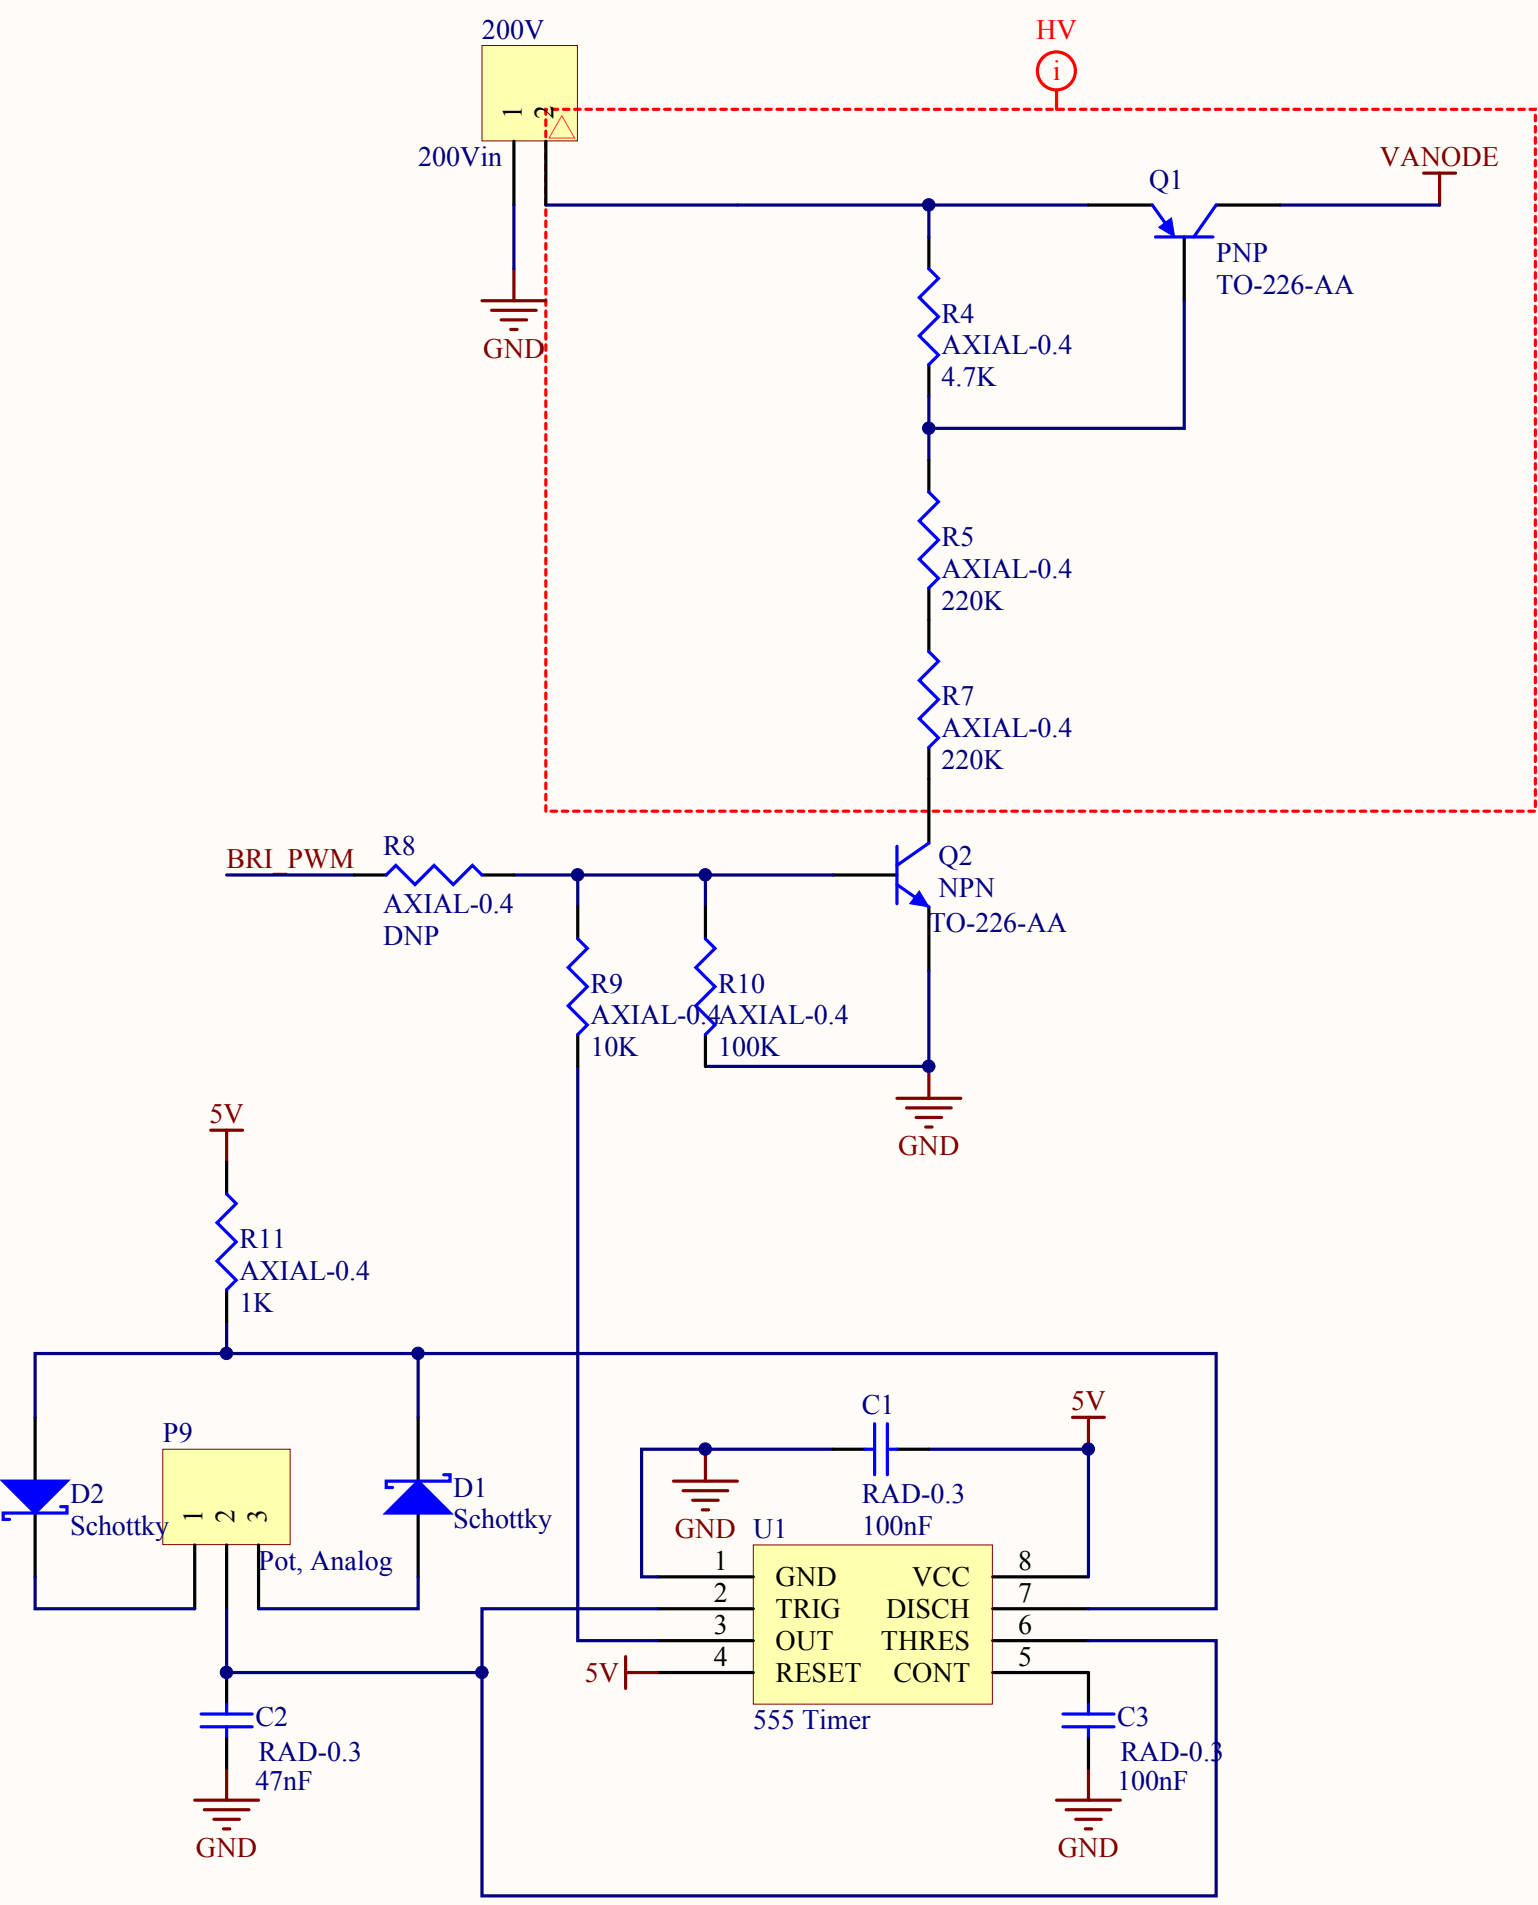 200V
HV
i
1
2
200Vin
VANODE
Q1
PNP
TO-226-AA
GND
R4
AXIAL-0.4
4.7K
R5
AXIAL-0.4
220K
R7
AXIAL-0.4
220K
BRI_PWM
R8
AXIAL-0.4
DNP
Q2
NPN
TO-226-AA
R9
AXIAL-0.4
10K
R10
AXIAL-0.4
100K
GND
5V
R11
AXIAL-0.4
1K
P9
1
2
3
Pot, Analog
D2
Schottky
D1
Schottky
C1
RAD-0.3
100nF
5V
GND
U1
1
2
3
4
GND
TRIG
OUT
RESET
VCC
DISCH
THRES
CONT
8
7
6
5
5V
555 Timer
C2
RAD-0.3
47nF
GND
C3
RAD-0.3
100nF
GND